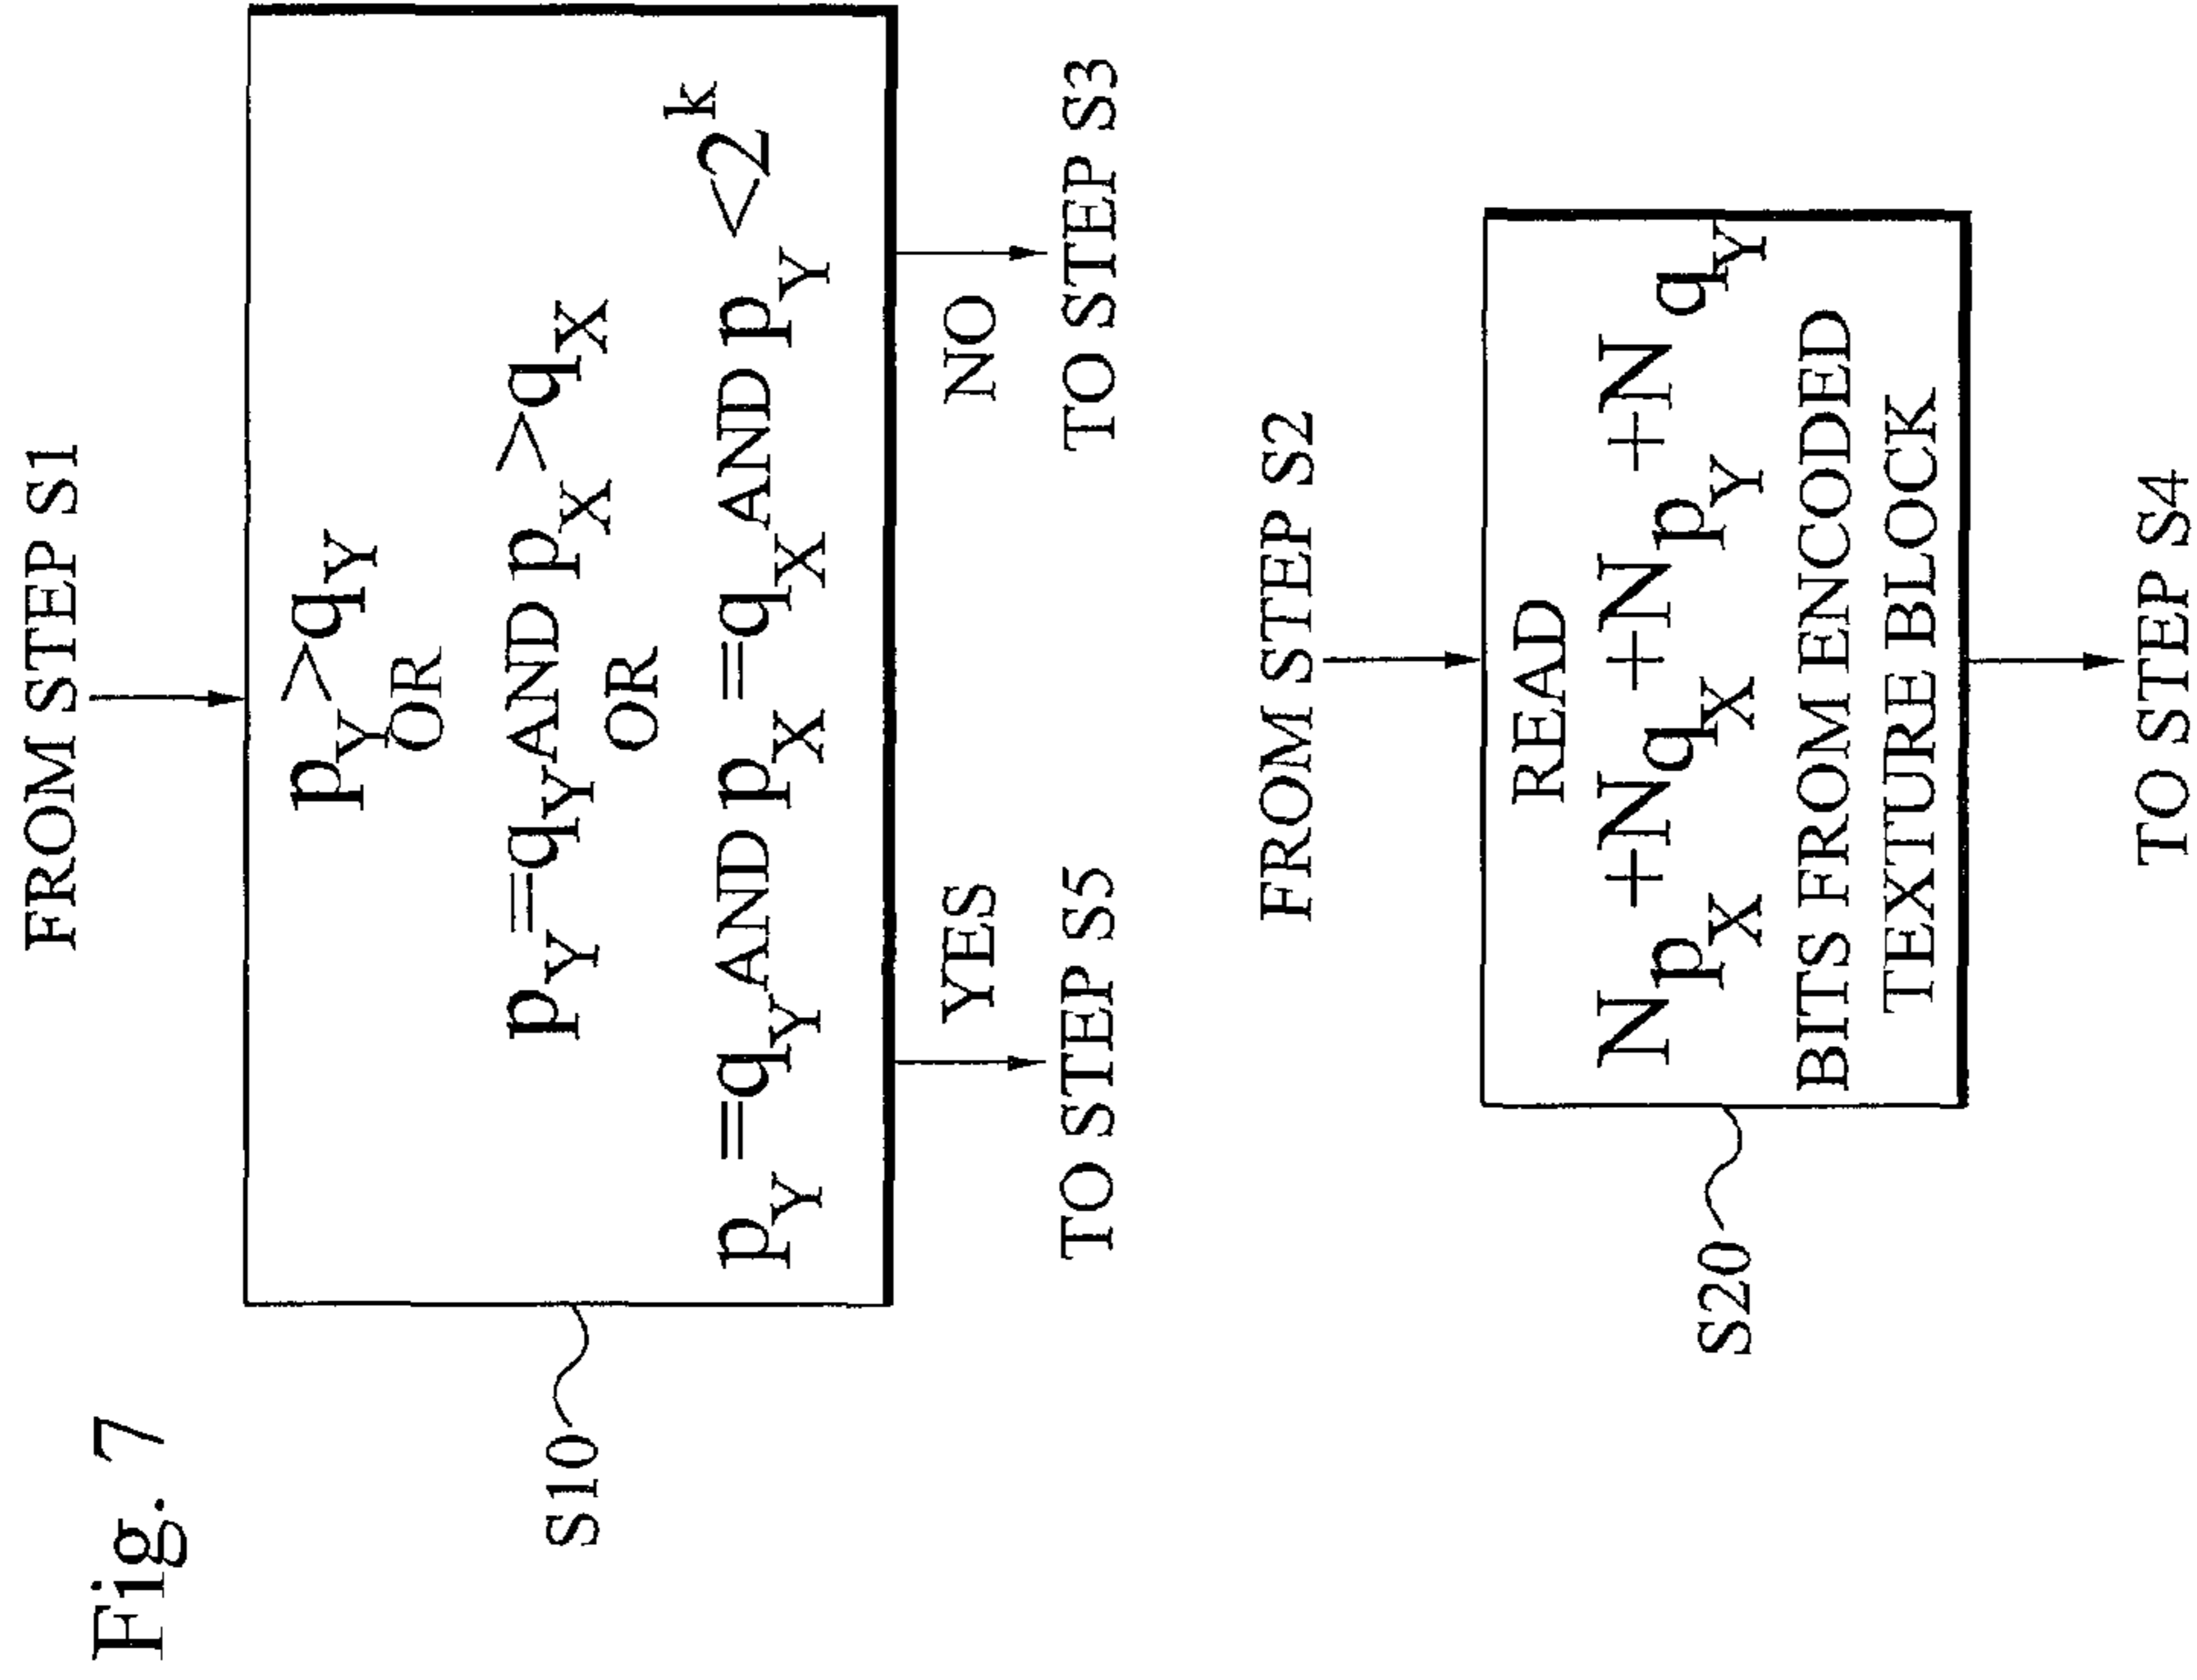 Fig. 7
FROM STEP S1
p_Y >q_Y
OR
p_Y =q_Y AND p_X >q_X
OR
p_Y =q_Y AND p_X =q_X AND p_Y <2^k
S10
YES
NO
TO STEP S5
TO STEP S3
FROM STEP S2
READ
N_{p_X} +N_{q_X} +N_{p_Y} +N_{q_Y}
BITS FROM ENCODED
TEXTURE BLOCK
S20
TO STEP S4